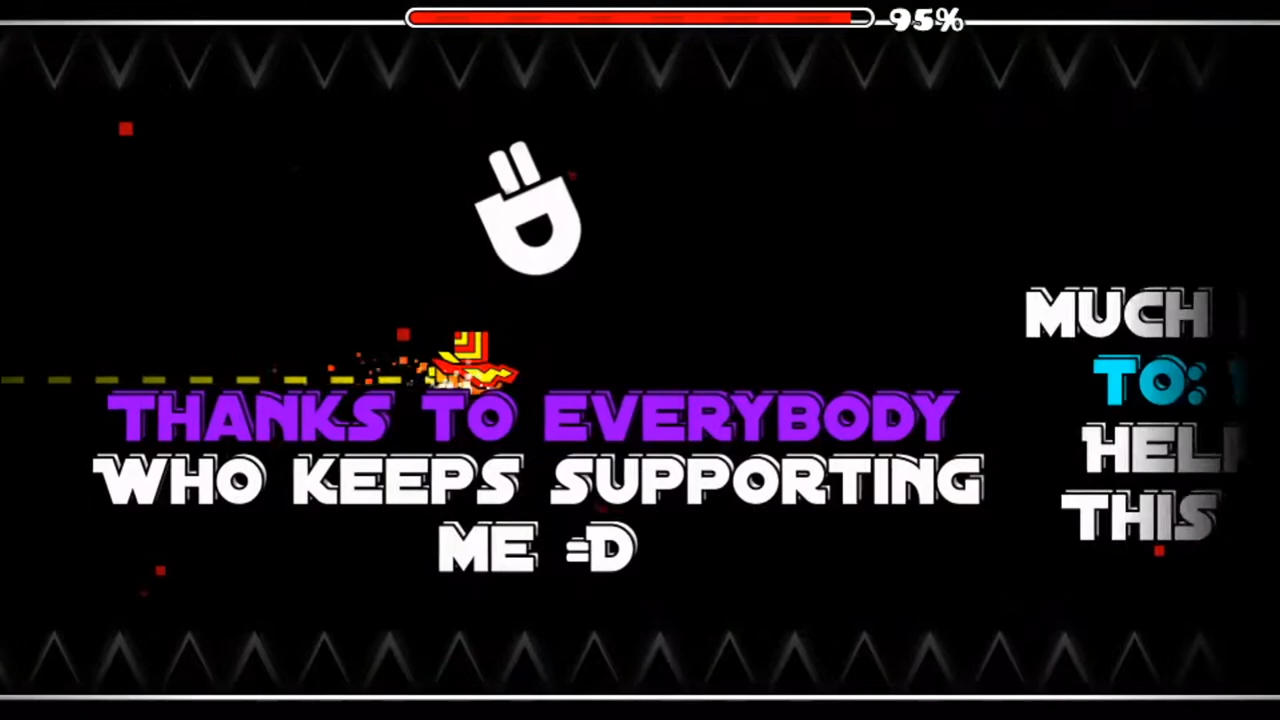 95%
=D
THANKS TO EVERYBODY
WHO KEEPS SUPPORTING
ME =D
MUCH
TO:
THIS